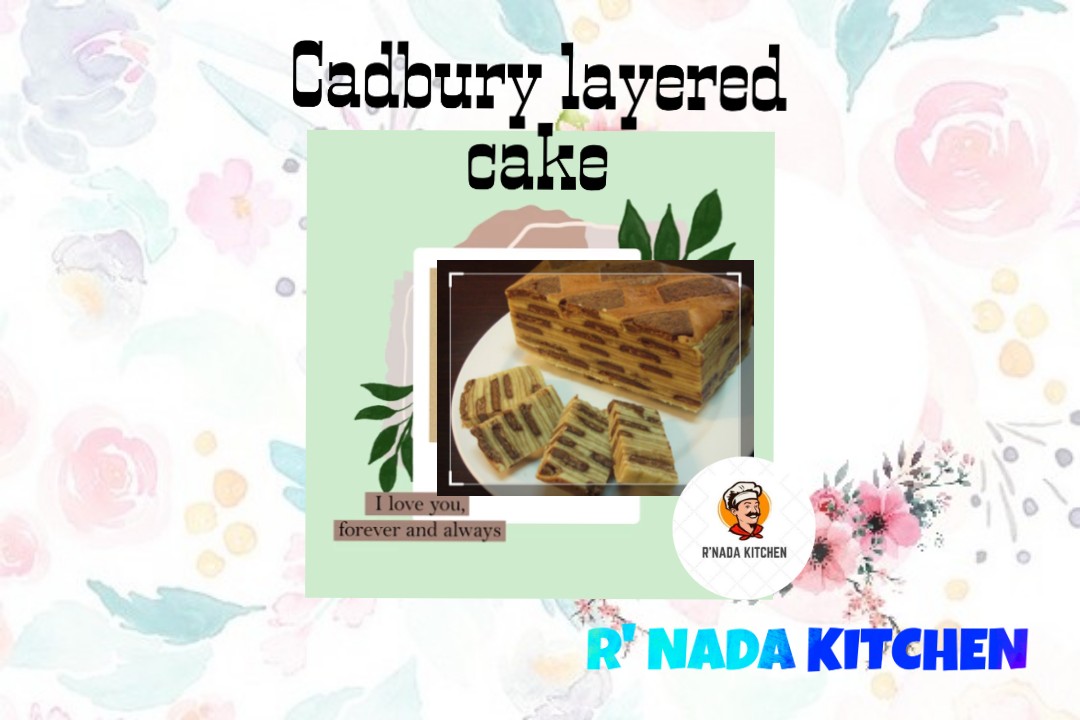 Cadbury layered
cake
I love you,
forever and always
R'NADA KITCHEN
R' NADA KITCHEN